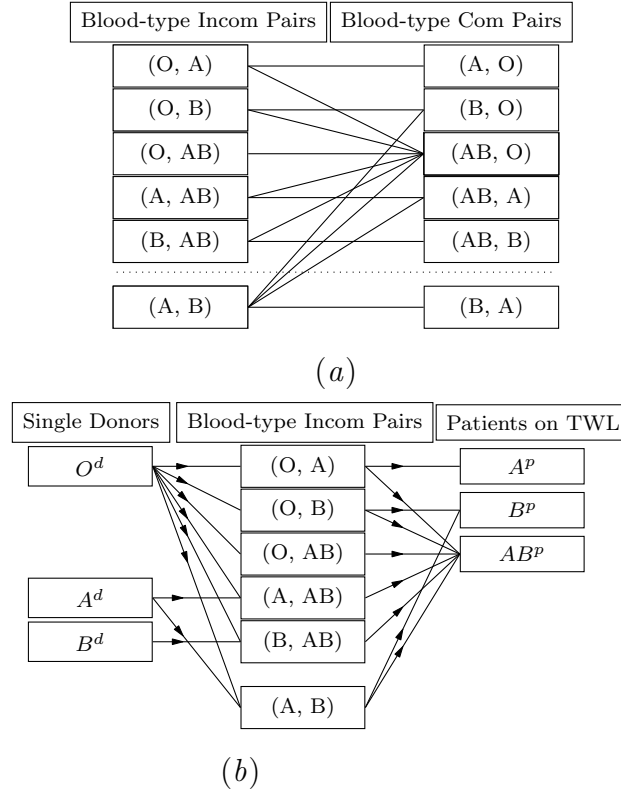 Blood-type Incom Pairs Blood-type Com Pairs
(O, A) (A, O)
(O, B) (B, O)
(O, AB) (AB, O)
(A, AB) (AB, A)
(B, AB) (AB, B)
(A, B) (B, A)
(a)
Single Donors Blood-type Incom Pairs Patients on TWL
O^d (O, A) A^p
(O, B) B^p
(O, AB) AB^p
A^d (A, AB)
B^d (B, AB)
(A, B)
(b)